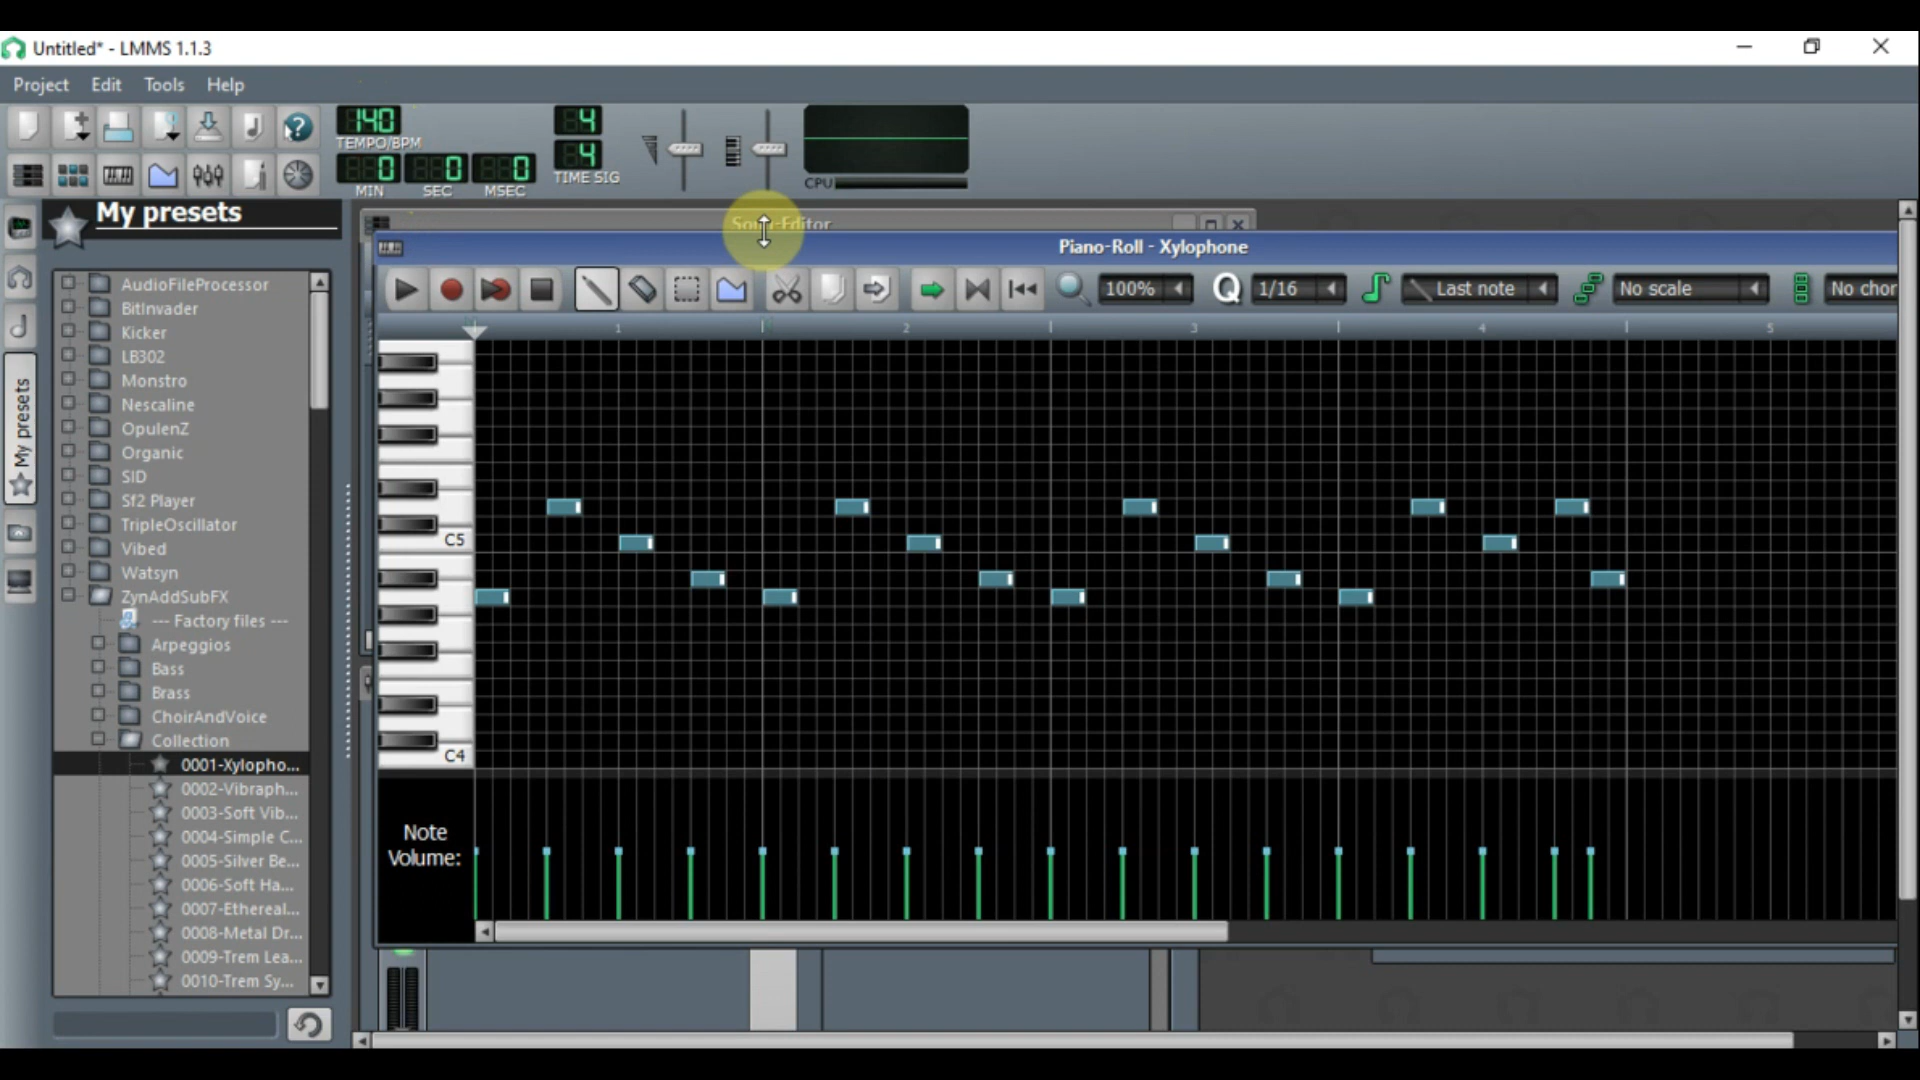 Untitled* - LMMS 1.1.3
Project Edit Tools Help
140
TEMPO/BPM
4
4
TIME SIG
0 0 0
MIN SEC MSEC
CPU
My presets
My presets
Song-Editor
Piano-Roll - Xylophone
100% Q 1/16 Last note No scale No chor
1 2 3 4 5
AudioFileProcessor
BitInvader
Kicker
LB302
Monstro
Nescaline
OpulenZ
Organic
SID
Sf2 Player
TripleOscillator
Vibed
Watsyn
ZynAddSubFX
--- Factory files ---
Arpeggios
Bass
Brass
ChoirAndVoice
Collection
0001-Xylopho...
0002-Vibraph...
0003-Soft Vib...
0004-Simple C...
0005-Silver Be...
0006-Soft Ha...
0007-Ethereal...
0008-Metal Dr...
0009-Trem Lea...
0010-Trem Sy...
C5
C4
Note
Volume: